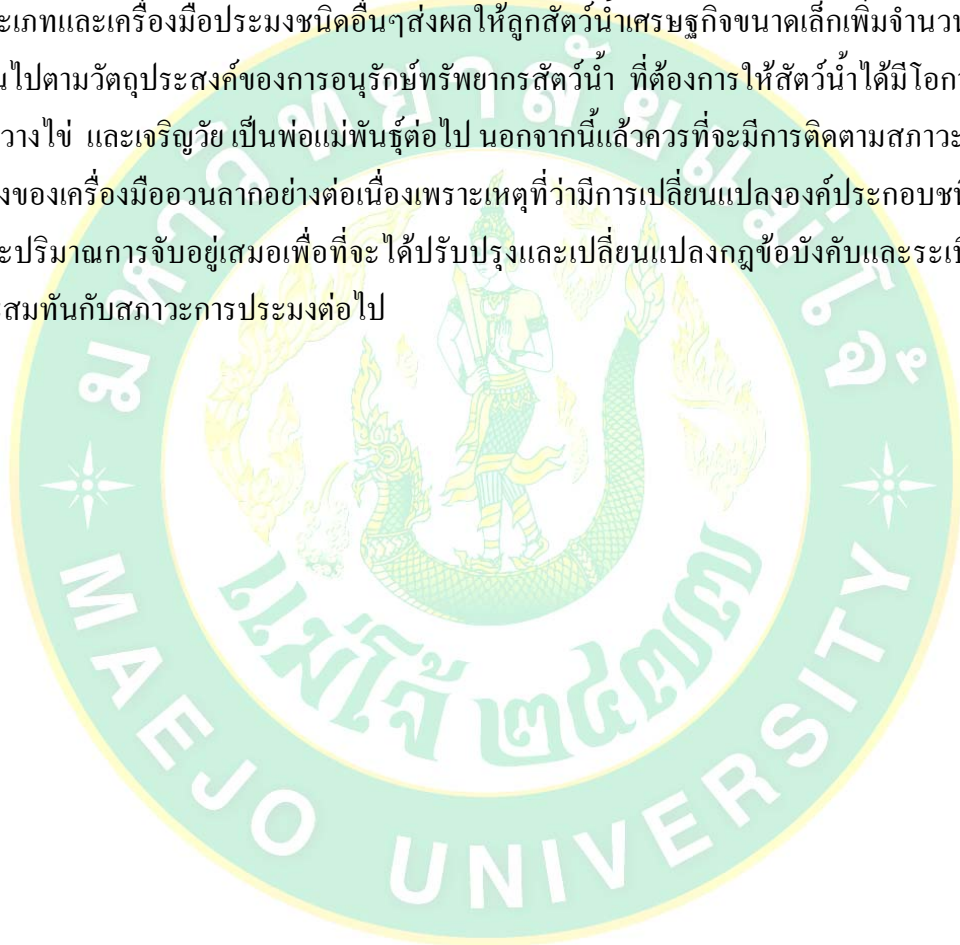 ะเภทและเครื่องมือประมงชนิดอื่นๆส่งผลให้ลูกสัตว์น้ำเศรษฐกิจขนาดเล็กเพิ่มจำนวน
นไปตามวัตถุประสงค์ของการอนุรักษ์ทรัพยากรสัตว์น้ำ ที่ต้องการให้สัตว์น้ำได้มีโอกา
วางไข่ และเจริญวัย เป็นพ่อแม่พันธุ์ต่อไป นอกจากนี้แล้วควรที่จะมีการติดตามสภาวะ
งของเครื่องมืออวนลากอย่างต่อเนื่องเพราะเหตุที่ว่ามีการเปลี่ยนแปลงองค์ประกอบชนิ
ะปริมาณการจับอยู่เสมอเพื่อที่จะได้ปรับปรุงและเปลี่ยนแปลงกฎข้อบังคับและระเบี
ะสมทันกับสภาวะการประมงต่อไป
มหาวิทยาลัยแม่โจ้
แม่โจ้ ๒๔๗๗
MAEJO UNIVERSITY